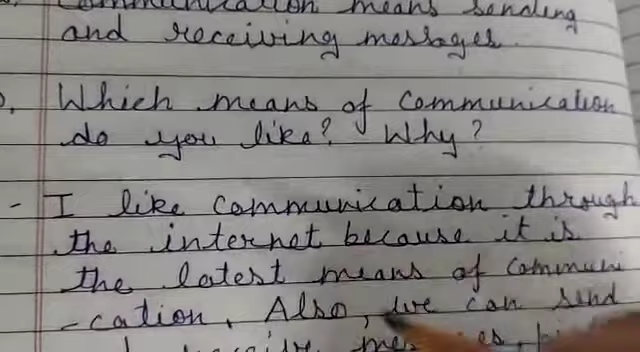 Communication means sending
and receiving messages.
Which means of communication
do you like? Why?
- I like communication through
the internet because it is
the latest means of communi
-cation. Also, we can send